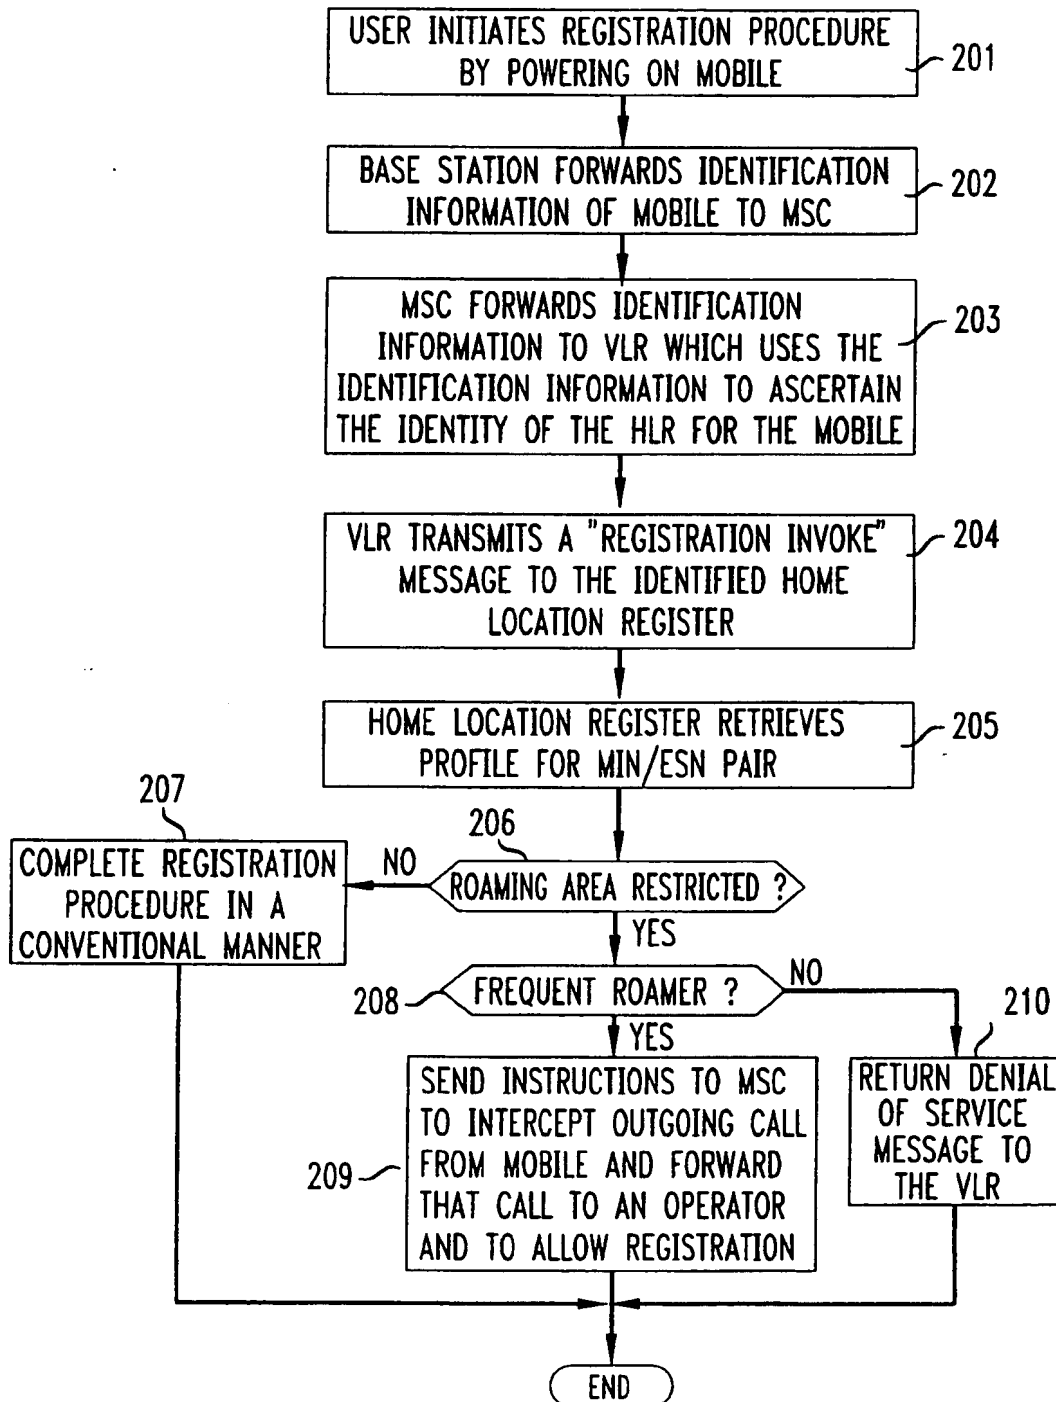 USER INITIATES REGISTRATION PROCEDURE
BY POWERING ON MOBILE
201
BASE STATION FORWARDS IDENTIFICATION
INFORMATION OF MOBILE TO MSC
202
MSC FORWARDS IDENTIFICATION
INFORMATION TO VLR WHICH USES THE
IDENTIFICATION INFORMATION TO ASCERTAIN
THE IDENTITY OF THE HLR FOR THE MOBILE
203
VLR TRANSMITS A "REGISTRATION INVOKE"
MESSAGE TO THE IDENTIFIED HOME
LOCATION REGISTER
204
HOME LOCATION REGISTER RETRIEVES
PROFILE FOR MIN/ESN PAIR
205
206
ROAMING AREA RESTRICTED ?
NO
YES
207
COMPLETE REGISTRATION
PROCEDURE IN A
CONVENTIONAL MANNER
208
FREQUENT ROAMER ?
NO
YES
209
SEND INSTRUCTIONS TO MSC
TO INTERCEPT OUTGOING CALL
FROM MOBILE AND FORWARD
THAT CALL TO AN OPERATOR
AND TO ALLOW REGISTRATION
210
RETURN DENIAL
OF SERVICE
MESSAGE TO
THE VLR
END